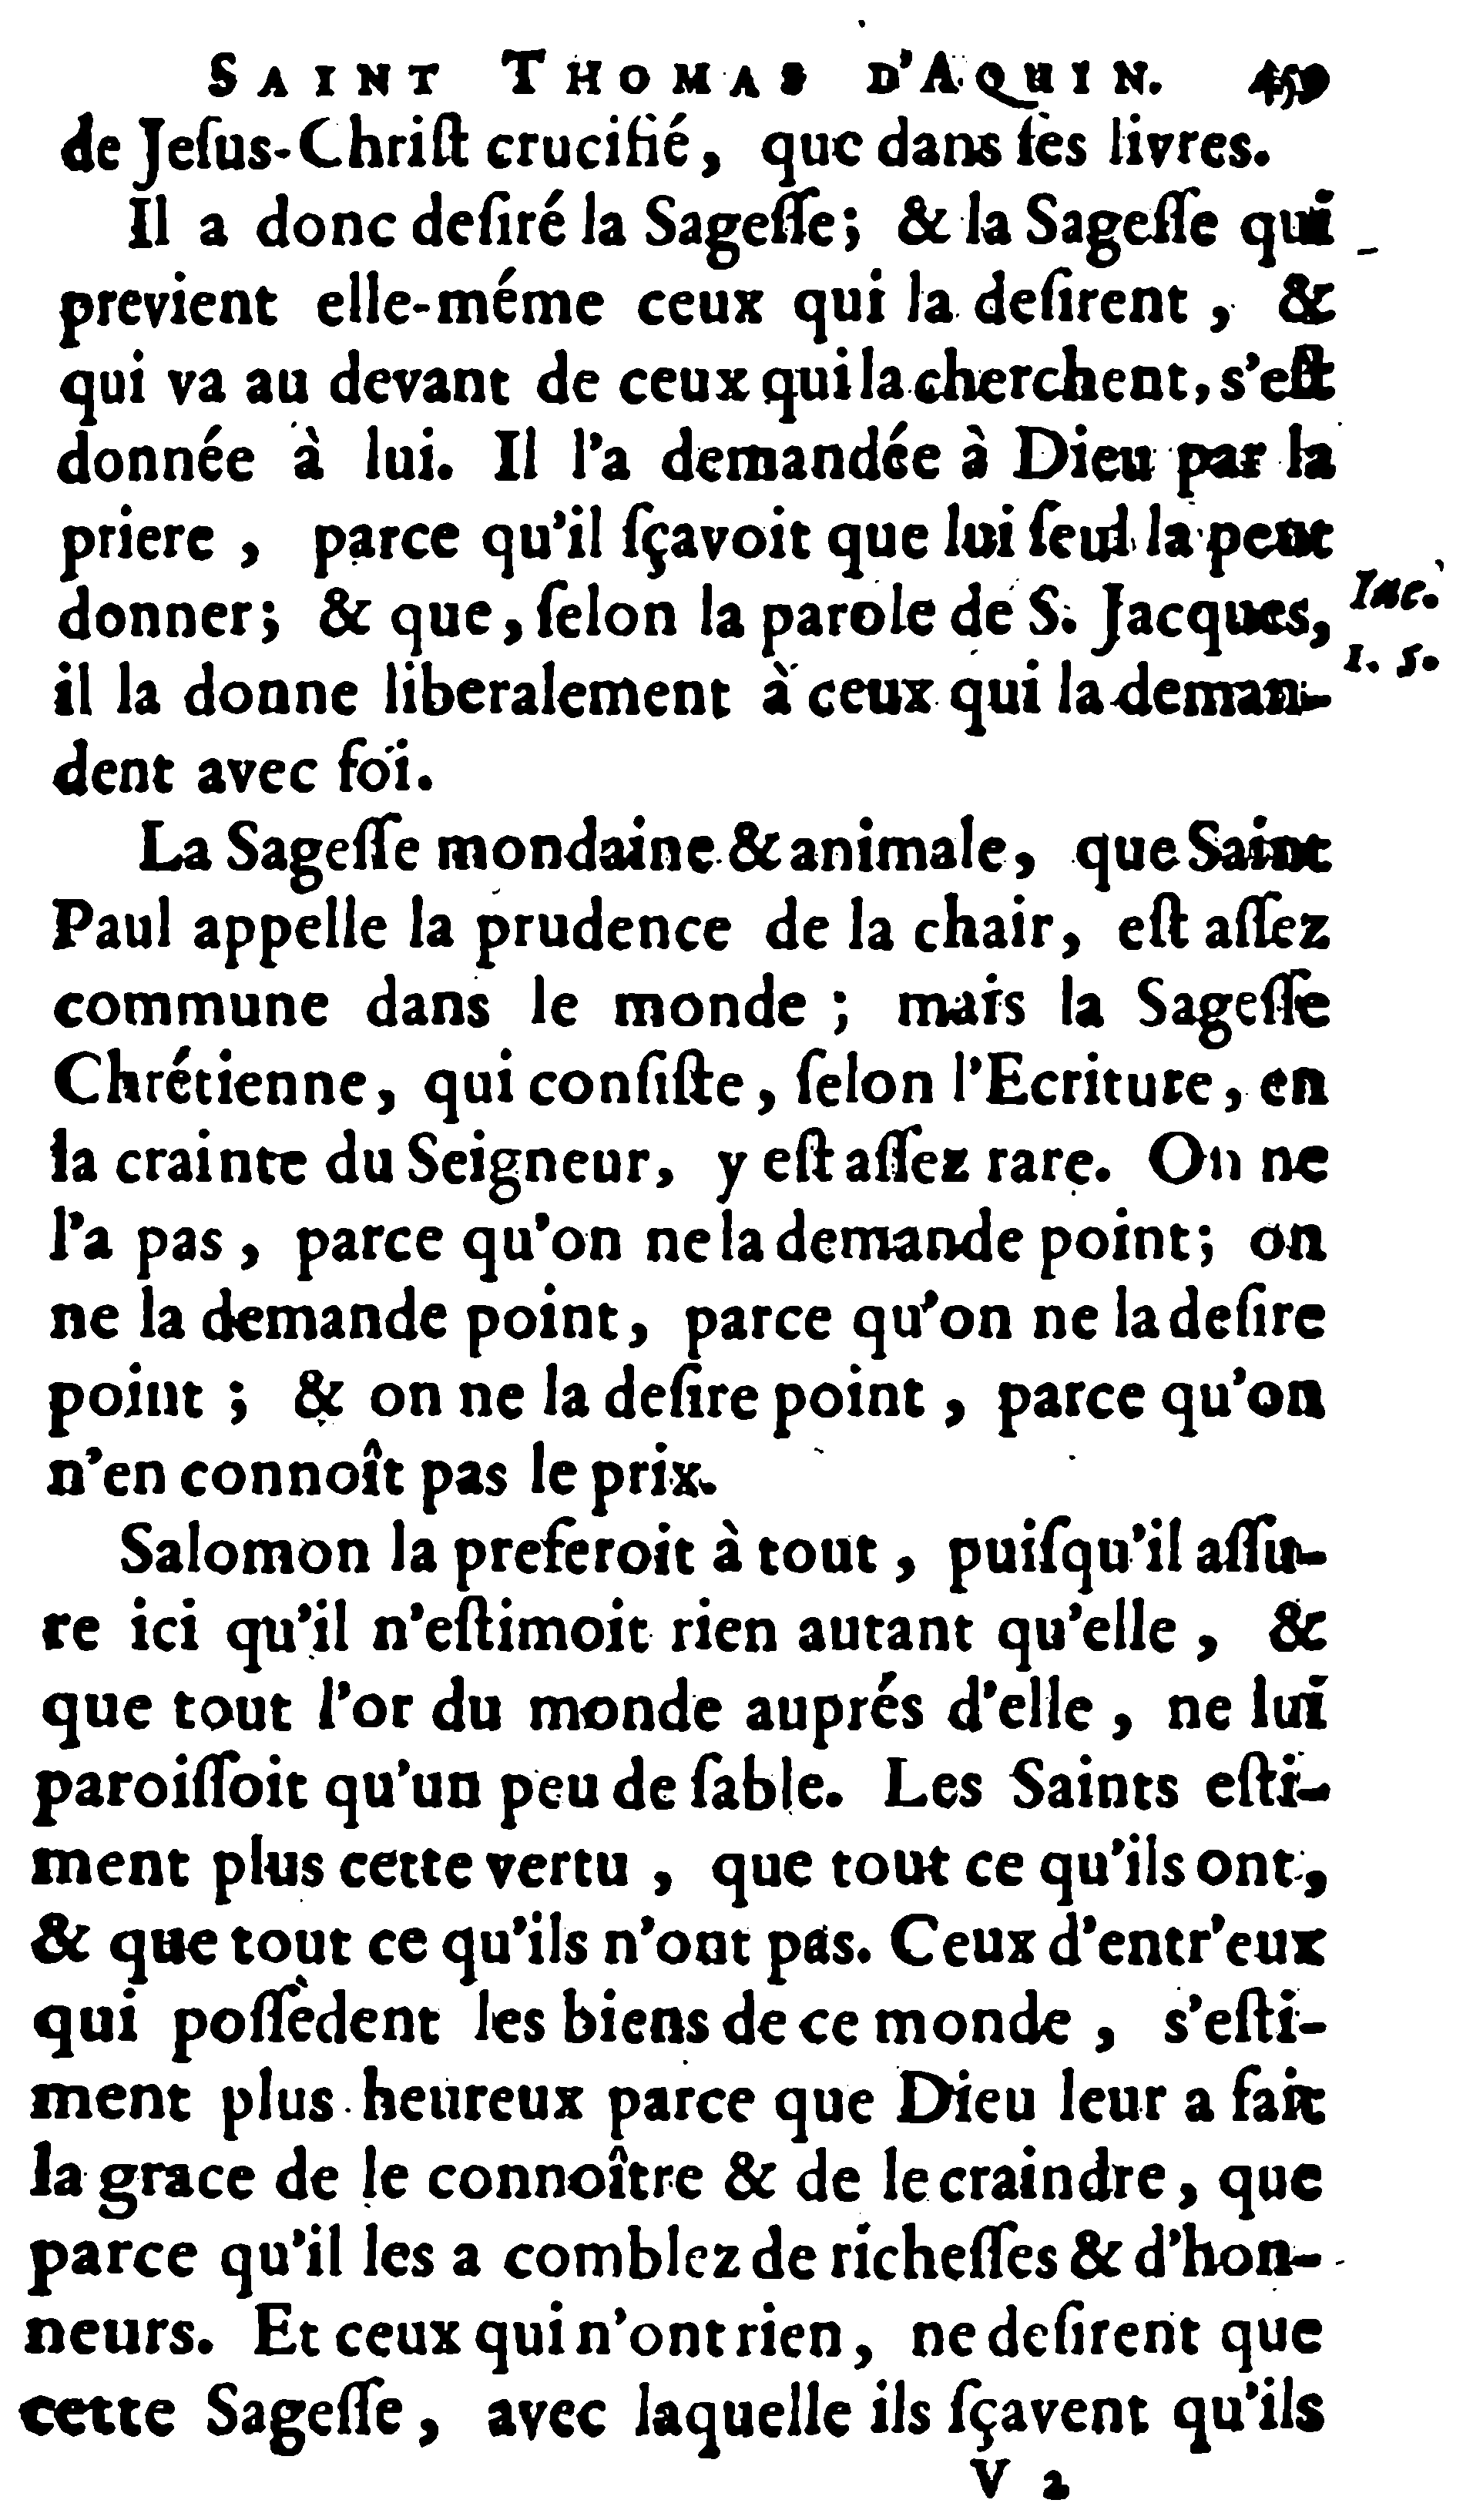 SAINT THOMAS D'AQUIN.
de Jeſus-Chriſt crucifié, que dans ſes livres.
Il a donc deſiré la Sageſſe; & la Sageſſe qui
previent elle-méme ceux qui la deſirent, &
qui va au devant de ceux qui la cherchent, s'eſt
donnée à lui. Il l'a demandée à Dieu par la
priere, parce qu'il ſçavoit que lui ſeul la peut
donner; & que, ſelon la parole de S. Jacques,
Iac.
1. 5.
il la donne liberalement à ceux qui la deman-
dent avec foi.
La Sageſſe mondaine & animale, que Saint
Paul appelle la prudence de la chair, eſt aſſez
commune dans le monde; mais la Sageſſe
Chrétienne, qui conſiſte, ſelon l'Ecriture, en
la crainte du Seigneur, y eſt aſſez rare. On ne
l'a pas, parce qu'on ne la demande point; on
ne la demande point, parce qu'on ne la deſire
point; & on ne la deſire point, parce qu'on
n'en connoît pas le prix.
Salomon la preferoit à tout, puiſqu'il aſſu-
re ici qu'il n'eſtimoit rien autant qu'elle, &
que tout l'or du monde auprés d'elle, ne lui
paroiſſoit qu'un peu de ſable. Les Saints eſti-
ment plus cette vertu, que tout ce qu'ils ont,
& que tout ce qu'ils n'ont pas. Ceux d'entr'eux
qui poſſèdent les biens de ce monde, s'eſti-
ment plus heureux parce que Dieu leur a fait
la grace de le connoître & de le craindre, que
parce qu'il les a comblez de richeſſes & d'hon-
neurs. Et ceux qui n'ont rien, ne deſirent que
cette Sageſſe, avec laquelle ils ſçavent qu'ils
V 2